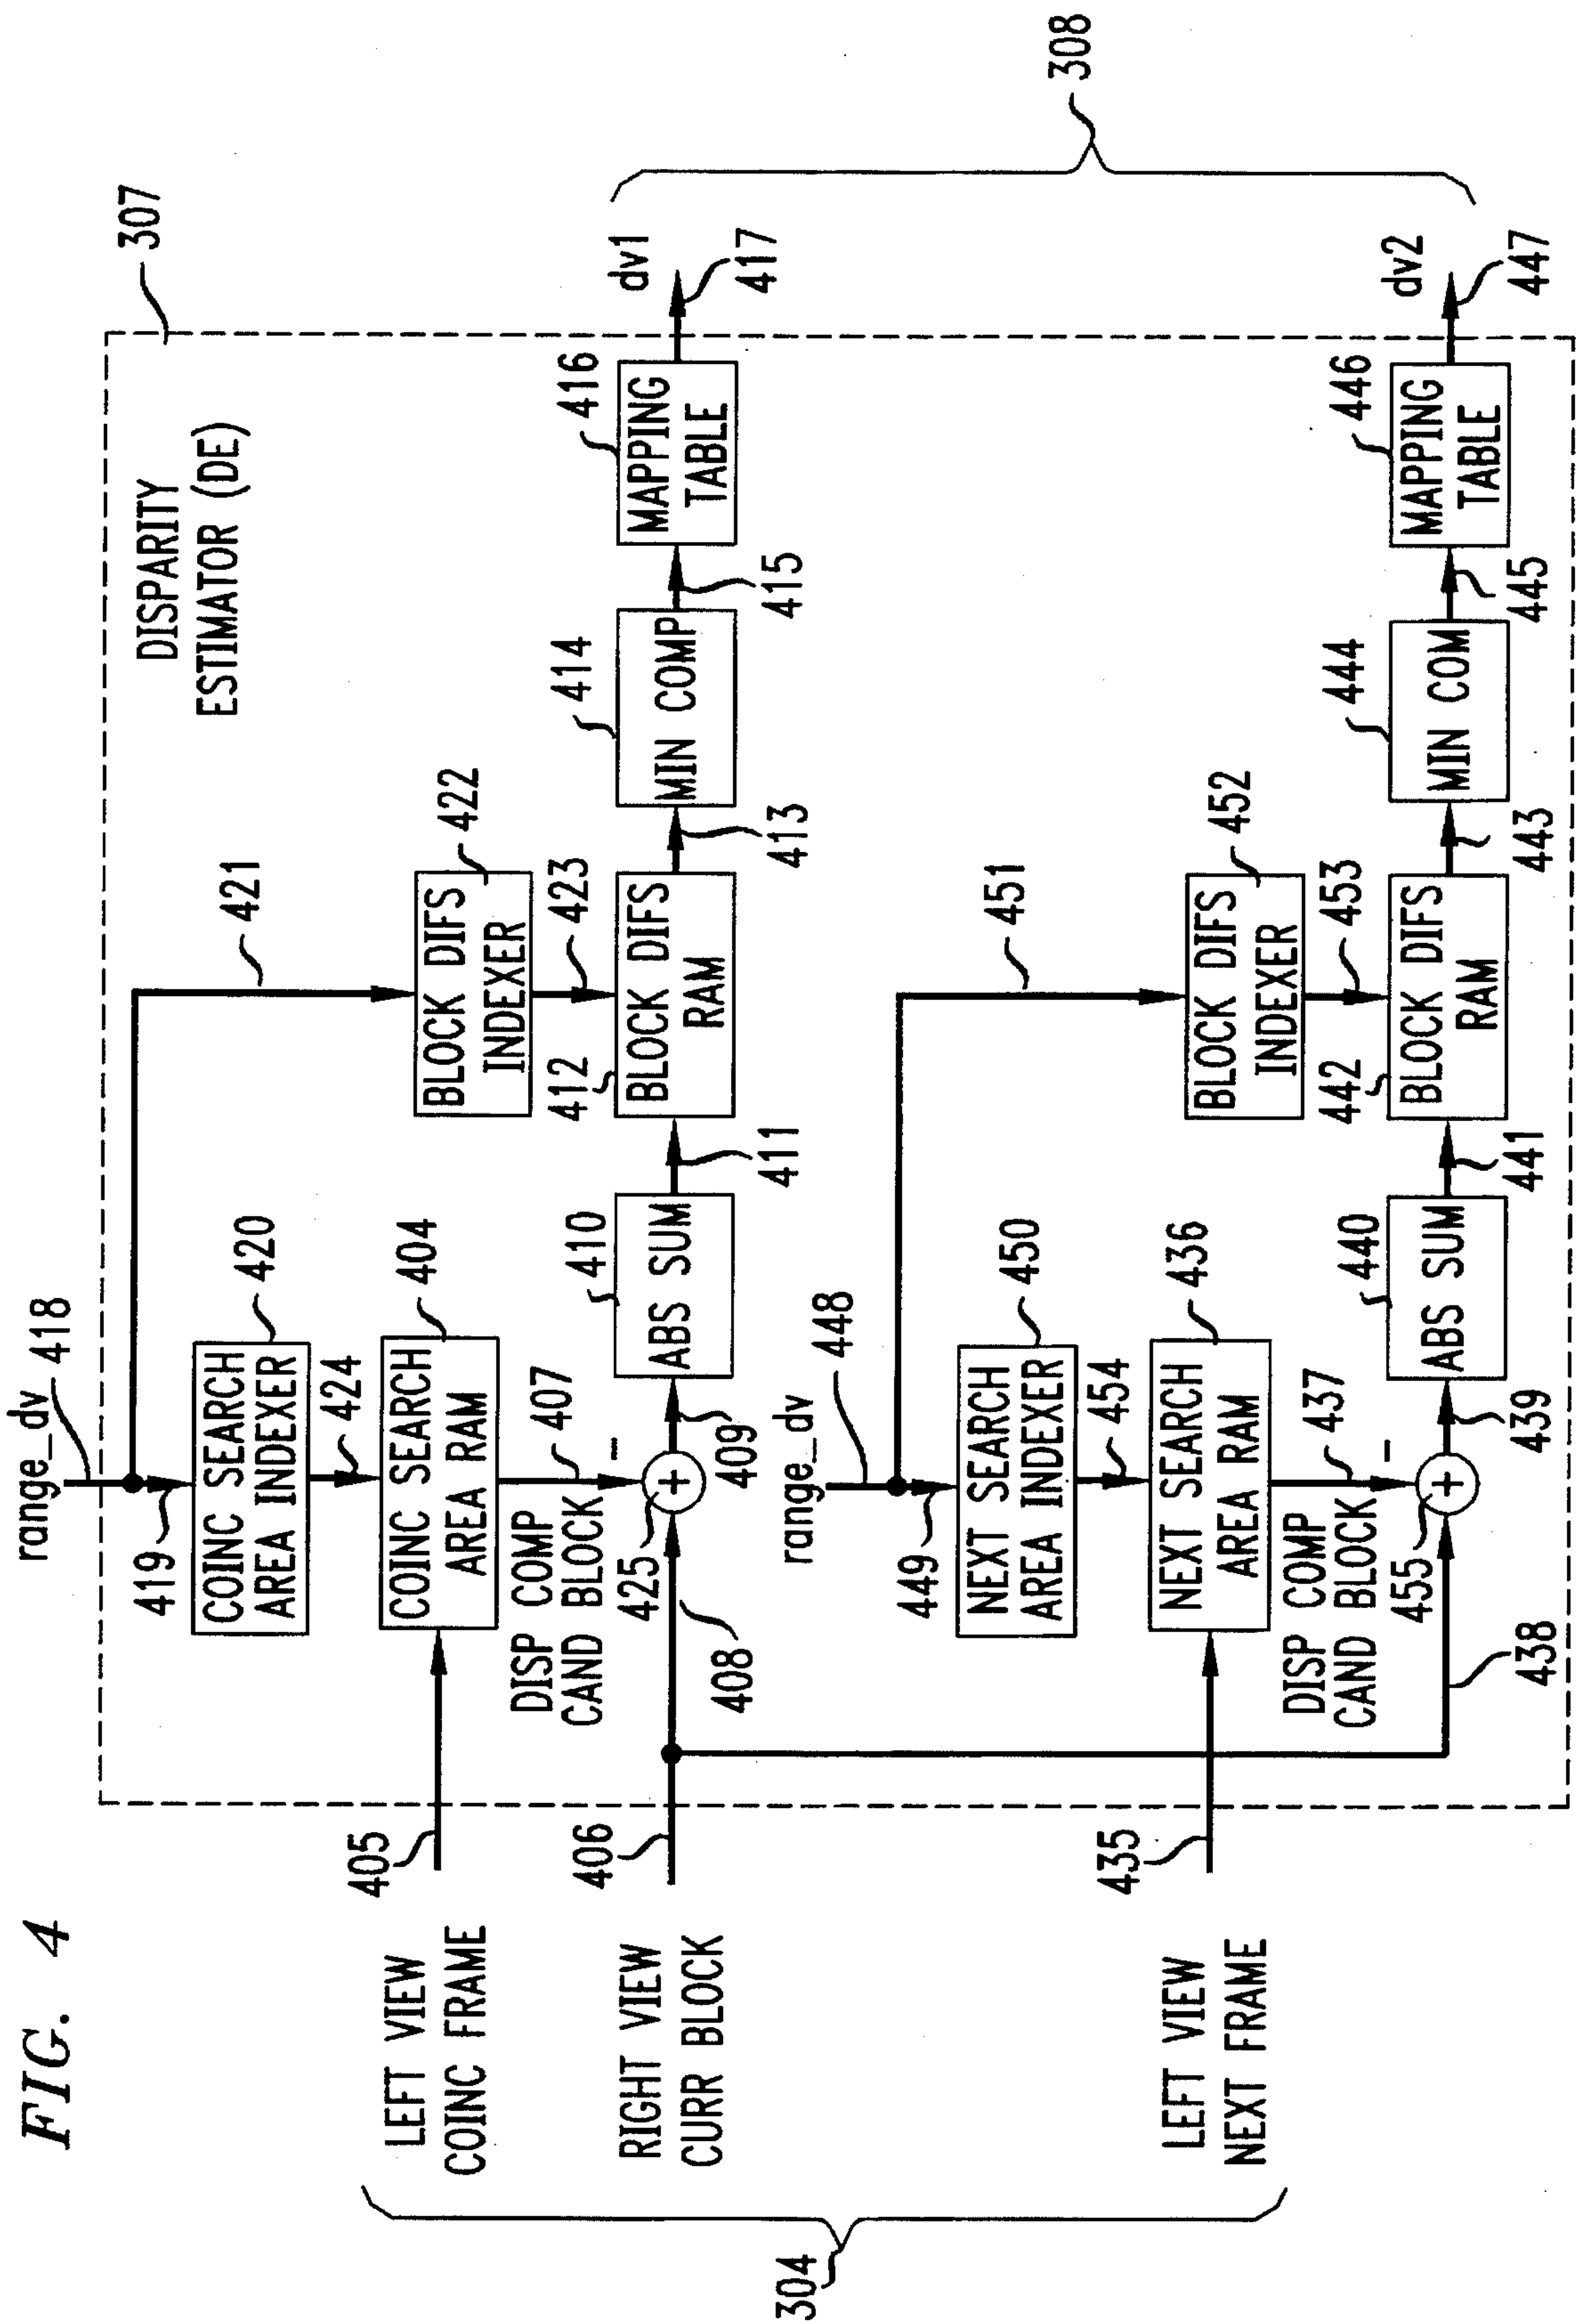 FIG. 4
304
LEFT VIEW
COINC FRAME
RIGHT VIEW
CURR BLOCK
LEFT VIEW
NEXT FRAME
405
406
435
DISPARITY
ESTIMATOR (DE)
307
range_dv
418
419
COINC SEARCH
AREA INDEXER
420
424
COINC SEARCH
AREA RAM
404
DISP COMP
CAND BLOCK
407
-
425
+
408
409
410
ABS SUM
411
421
BLOCK DIFS
INDEXER
422
423
412
BLOCK DIFS
RAM
413
414
MIN COMP
415
416
MAPPING
TABLE
dv1
417
range_dv
448
449
NEXT SEARCH
AREA INDEXER
450
454
NEXT SEARCH
AREA RAM
436
DISP COMP
CAND BLOCK
437
-
455
+
438
439
440
ABS SUM
441
451
BLOCK DIFS
INDEXER
452
453
442
BLOCK DIFS
RAM
443
444
MIN COM
445
446
MAPPING
TABLE
dv2
447
308